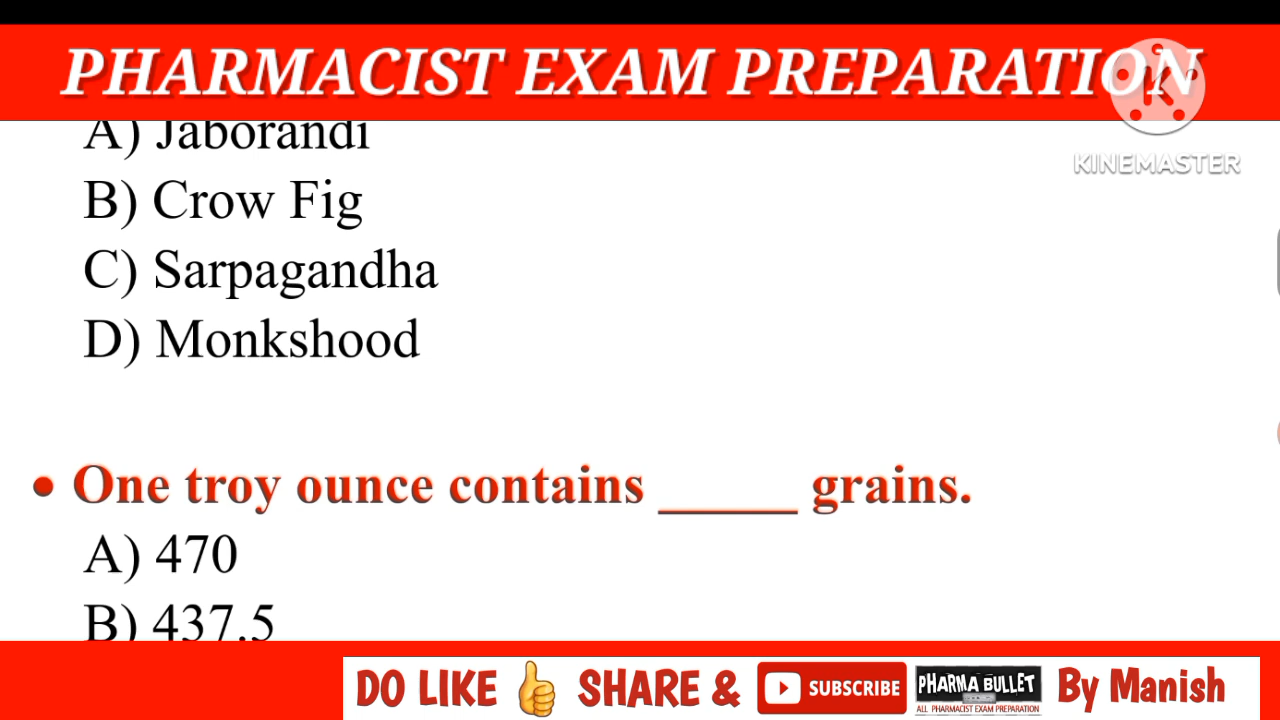 PHARMACIST EXAM PREPARATION
KINEMASTER
A) Jaborandi
B) Crow Fig
C) Sarpagandha
D) Monkshood
• One troy ounce contains _____ grains.
A) 470
B) 437.5
DO LIKE SHARE & SUBSCRIBE PHARMA BULLET By Manish
ALL PHARMACIST EXAM PREPARATION